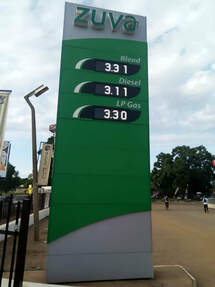 zuva
Blend
3.31
Diesel
3.11
LP Gas
3.30